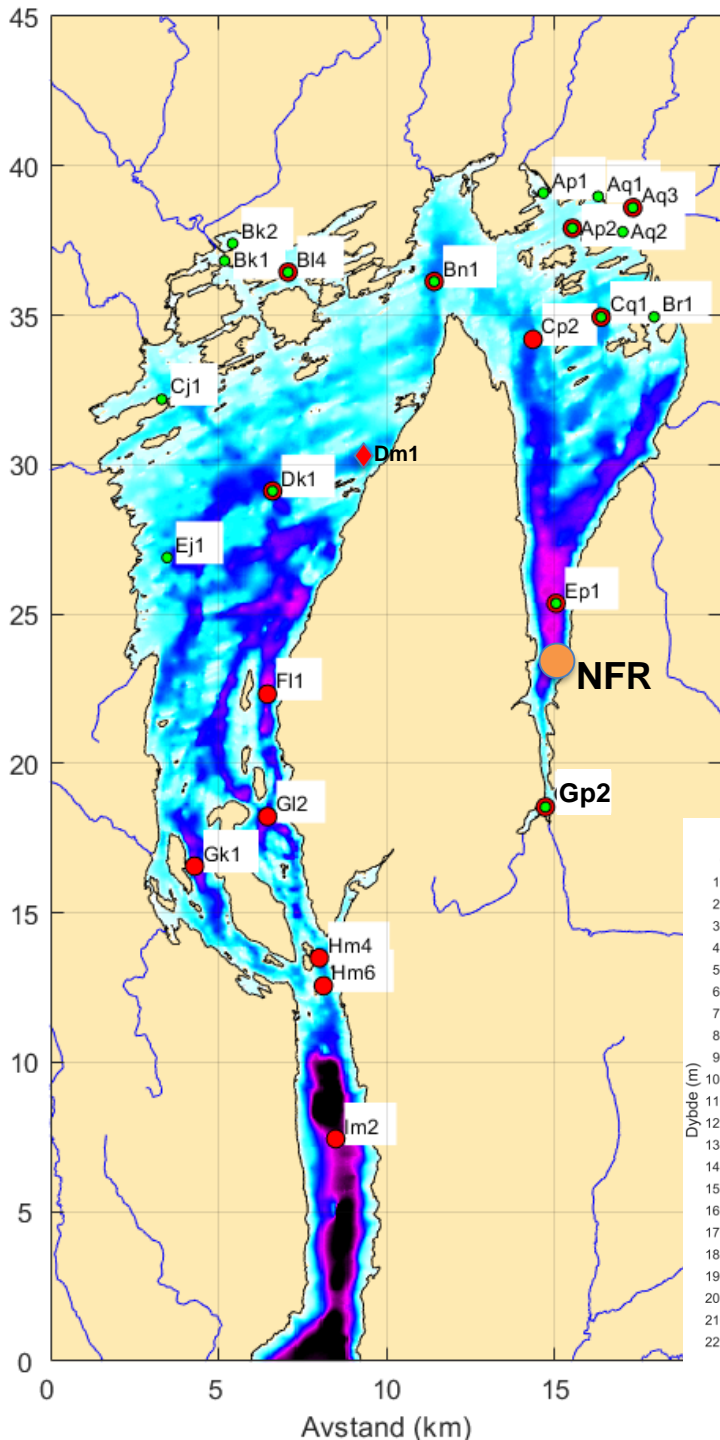 45
40
35
30
25
20
15
10
5
0
Ap1
Aq1
Aq3
Ap2
Aq2
Bk2
Bk1
Bl4
Bn1
Cq1
Br1
Cp2
Cj1
Dm1
Dk1
Ej1
Ep1
NFR
Fl1
Gl2
Gp2
Gk1
Hm4
Hm6
Im2
Dybde (m)
1
2
3
4
5
6
7
8
9
10
11
12
13
14
15
16
17
18
19
20
21
22
0
5
10
15
Avstand (km)